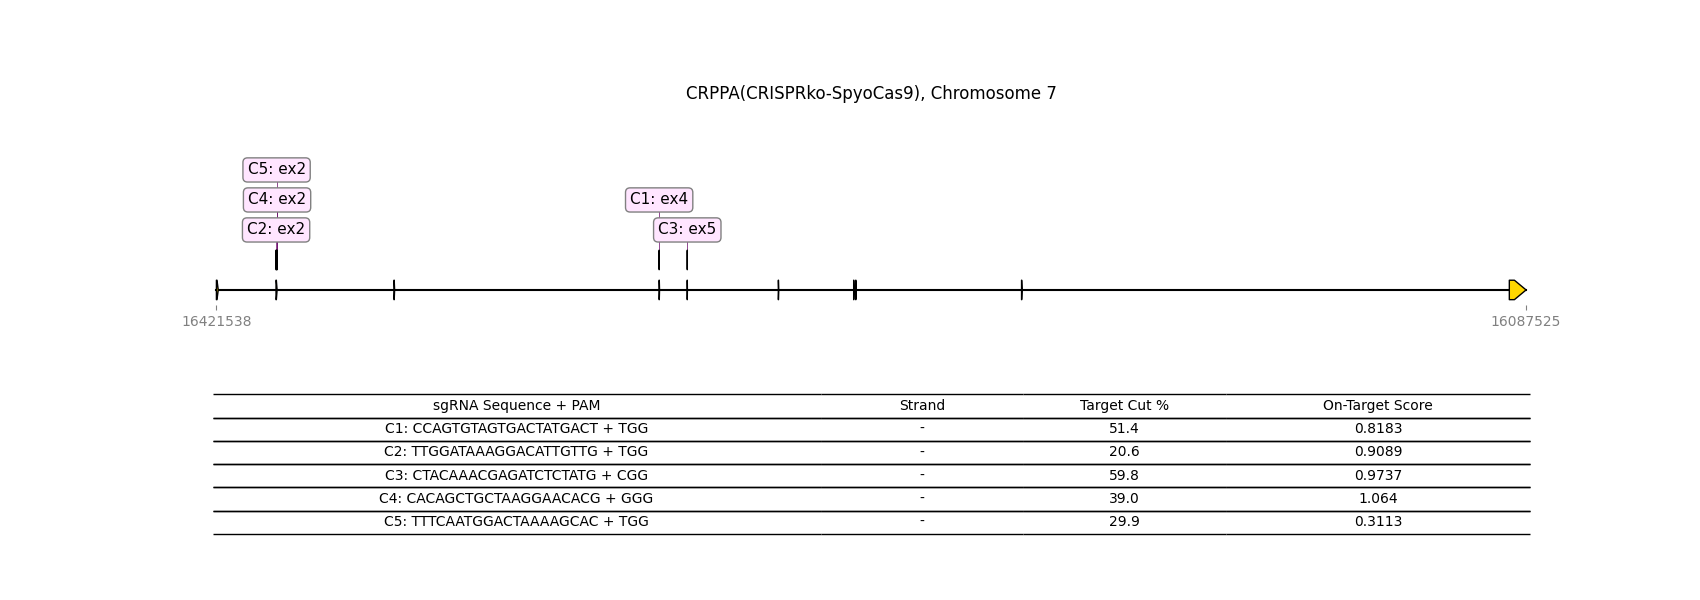 CRPPA(CRISPRko-SpyoCas9), Chromosome 7
C5: ex2
C4: ex2
C1: ex4
C2: ex2
C3: ex5
16421538
16087525
sgRNA Sequence + PAM Strand Target Cut % On-Target Score
C1: CCAGTGTAGTGACTATGACT + TGG - 51.4 0.8183
C2: TTGGATAAAGGACATTGTTG + TGG - 20.6 0.9089
C3: CTACAAACGAGATCTCTATG + CGG - 59.8 0.9737
C4: CACAGCTGCTAAGGAACACG + GGG - 39.0 1.064
C5: TTTCAATGGACTAAAAGCAC + TGG - 29.9 0.3113